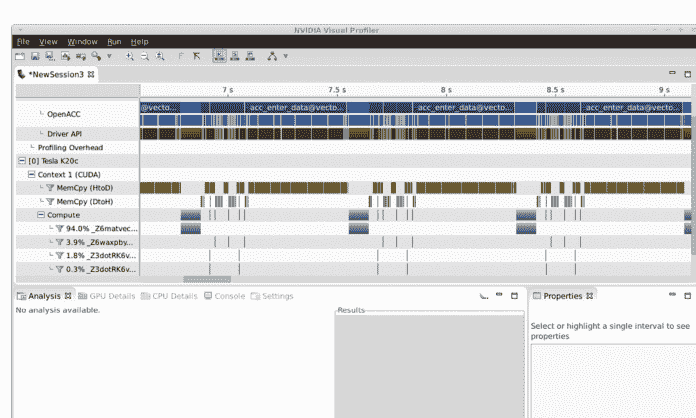 NVIDIA Visual Profiler
File View Window Run Help
*NewSession3
7 s 7.5 s 8 s 8.5 s 9 s
OpenACC @vecto... acc_enter_data@vecto... acc_enter_data@vecto... acc_enter_data@vecto...
Driver API
Profiling Overhead
[0] Tesla K20c
Context 1 (CUDA)
MemCpy (HtoD)
MemCpy (DtoH)
Compute
94.0% _Z6matvec...
3.9% _Z6waxpby...
1.8% _Z3dotRK6v...
0.3% _Z3dotRK6v...
Analysis GPU Details CPU Details Console Settings Properties
No analysis available.
Results
Select or highlight a single interval to see
properties